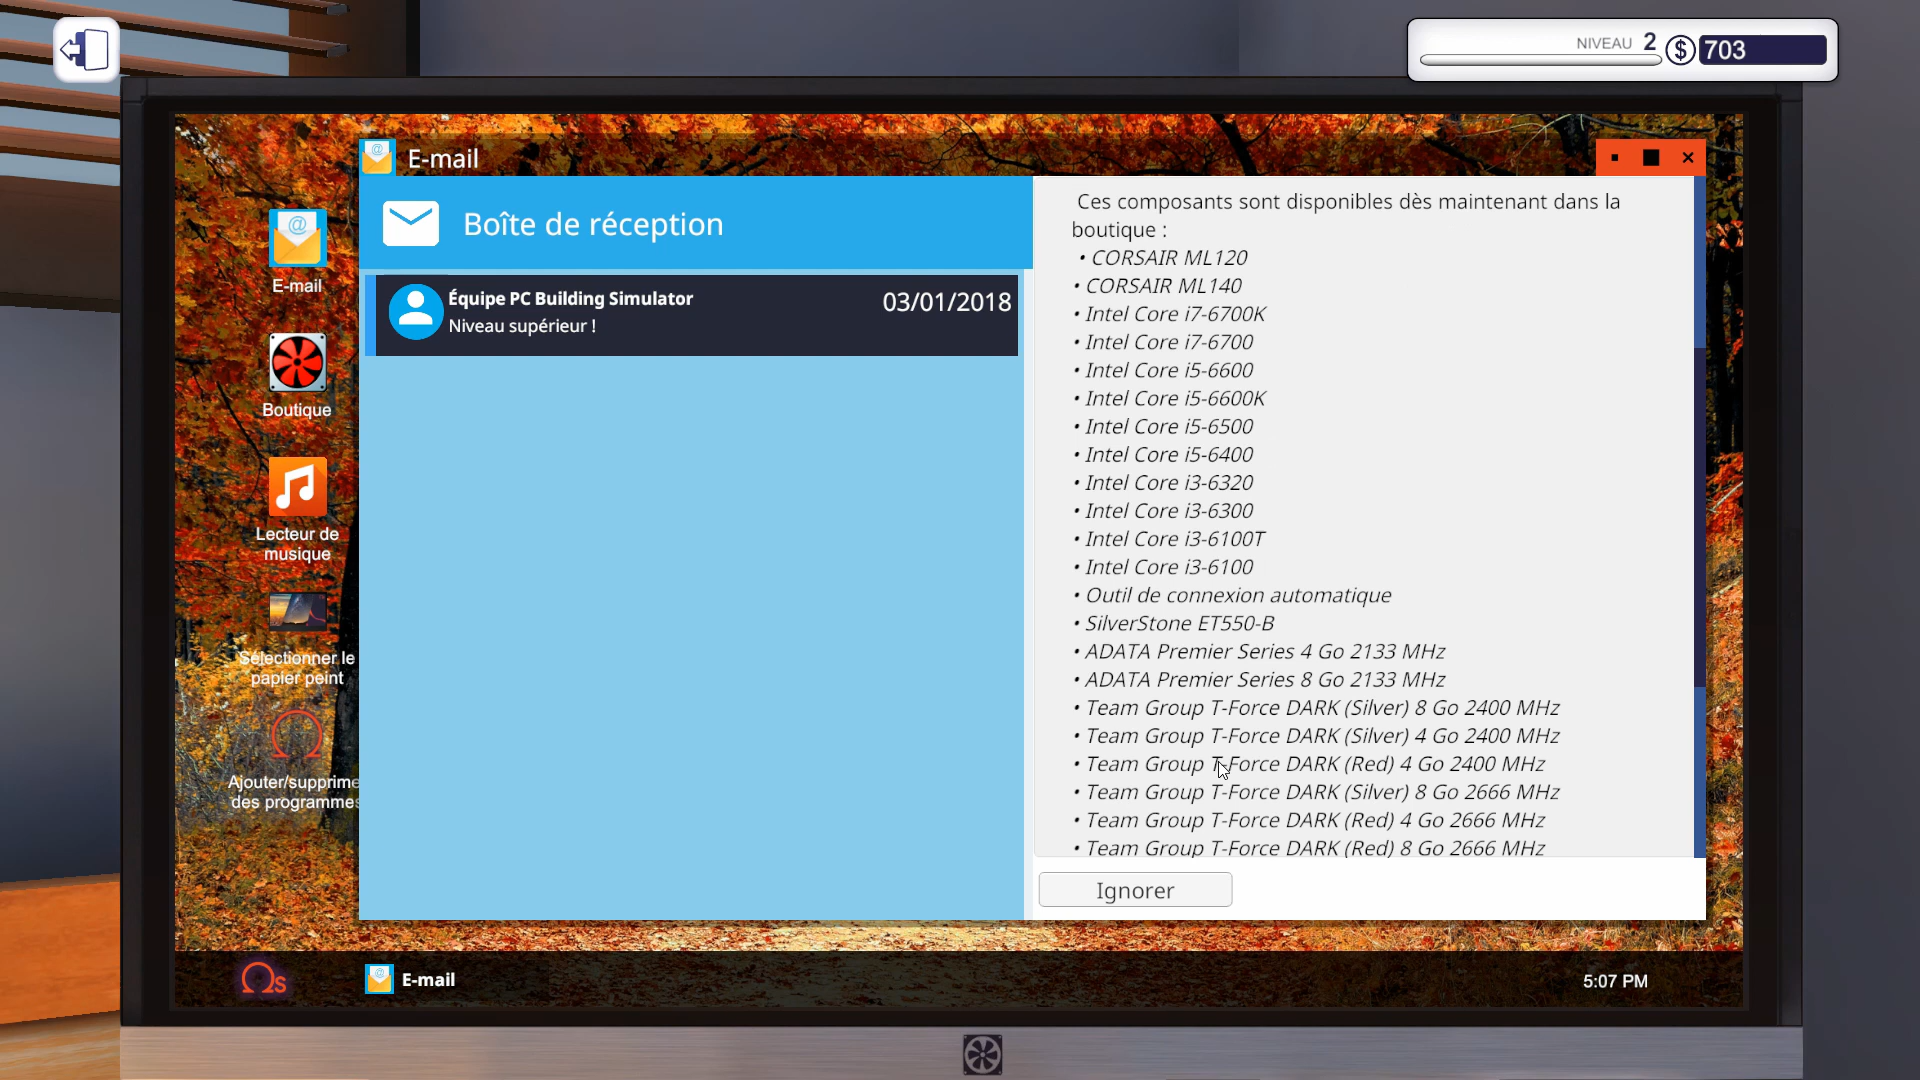 NIVEAU 2
703
E-mail
Boîte de réception
Équipe PC Building Simulator
03/01/2018
Niveau supérieur !
Ces composants sont disponibles dès maintenant dans la
boutique :
• CORSAIR ML120
• CORSAIR ML140
• Intel Core i7-6700K
• Intel Core i7-6700
• Intel Core i5-6600
• Intel Core i5-6600K
• Intel Core i5-6500
• Intel Core i5-6400
• Intel Core i3-6320
• Intel Core i3-6300
• Intel Core i3-6100T
• Intel Core i3-6100
• Outil de connexion automatique
• SilverStone ET550-B
• ADATA Premier Series 4 Go 2133 MHz
• ADATA Premier Series 8 Go 2133 MHz
• Team Group T-Force DARK (Silver) 8 Go 2400 MHz
• Team Group T-Force DARK (Silver) 4 Go 2400 MHz
• Team Group T-Force DARK (Red) 4 Go 2400 MHz
• Team Group T-Force DARK (Silver) 8 Go 2666 MHz
• Team Group T-Force DARK (Red) 4 Go 2666 MHz
• Team Group T-Force DARK (Red) 8 Go 2666 MHz
Ignorer
E-mail
Boutique
Lecteur de
musique
Sélectionner le
papier peint
Ajouter/supprime
des programmes
Ωs
E-mail
5:07 PM